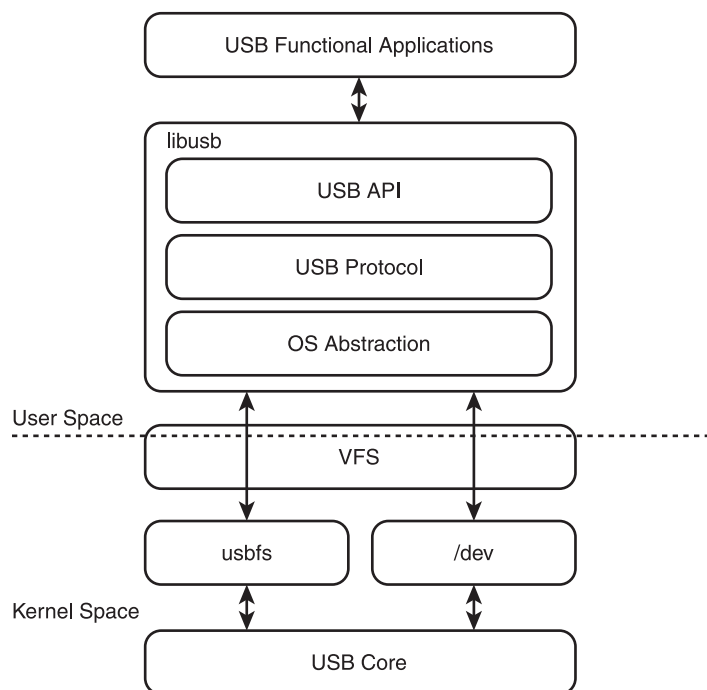 USB Functional Applications
libusb
USB API
USB Protocol
OS Abstraction
User Space
VFS
usbfs
/dev
Kernel Space
USB Core